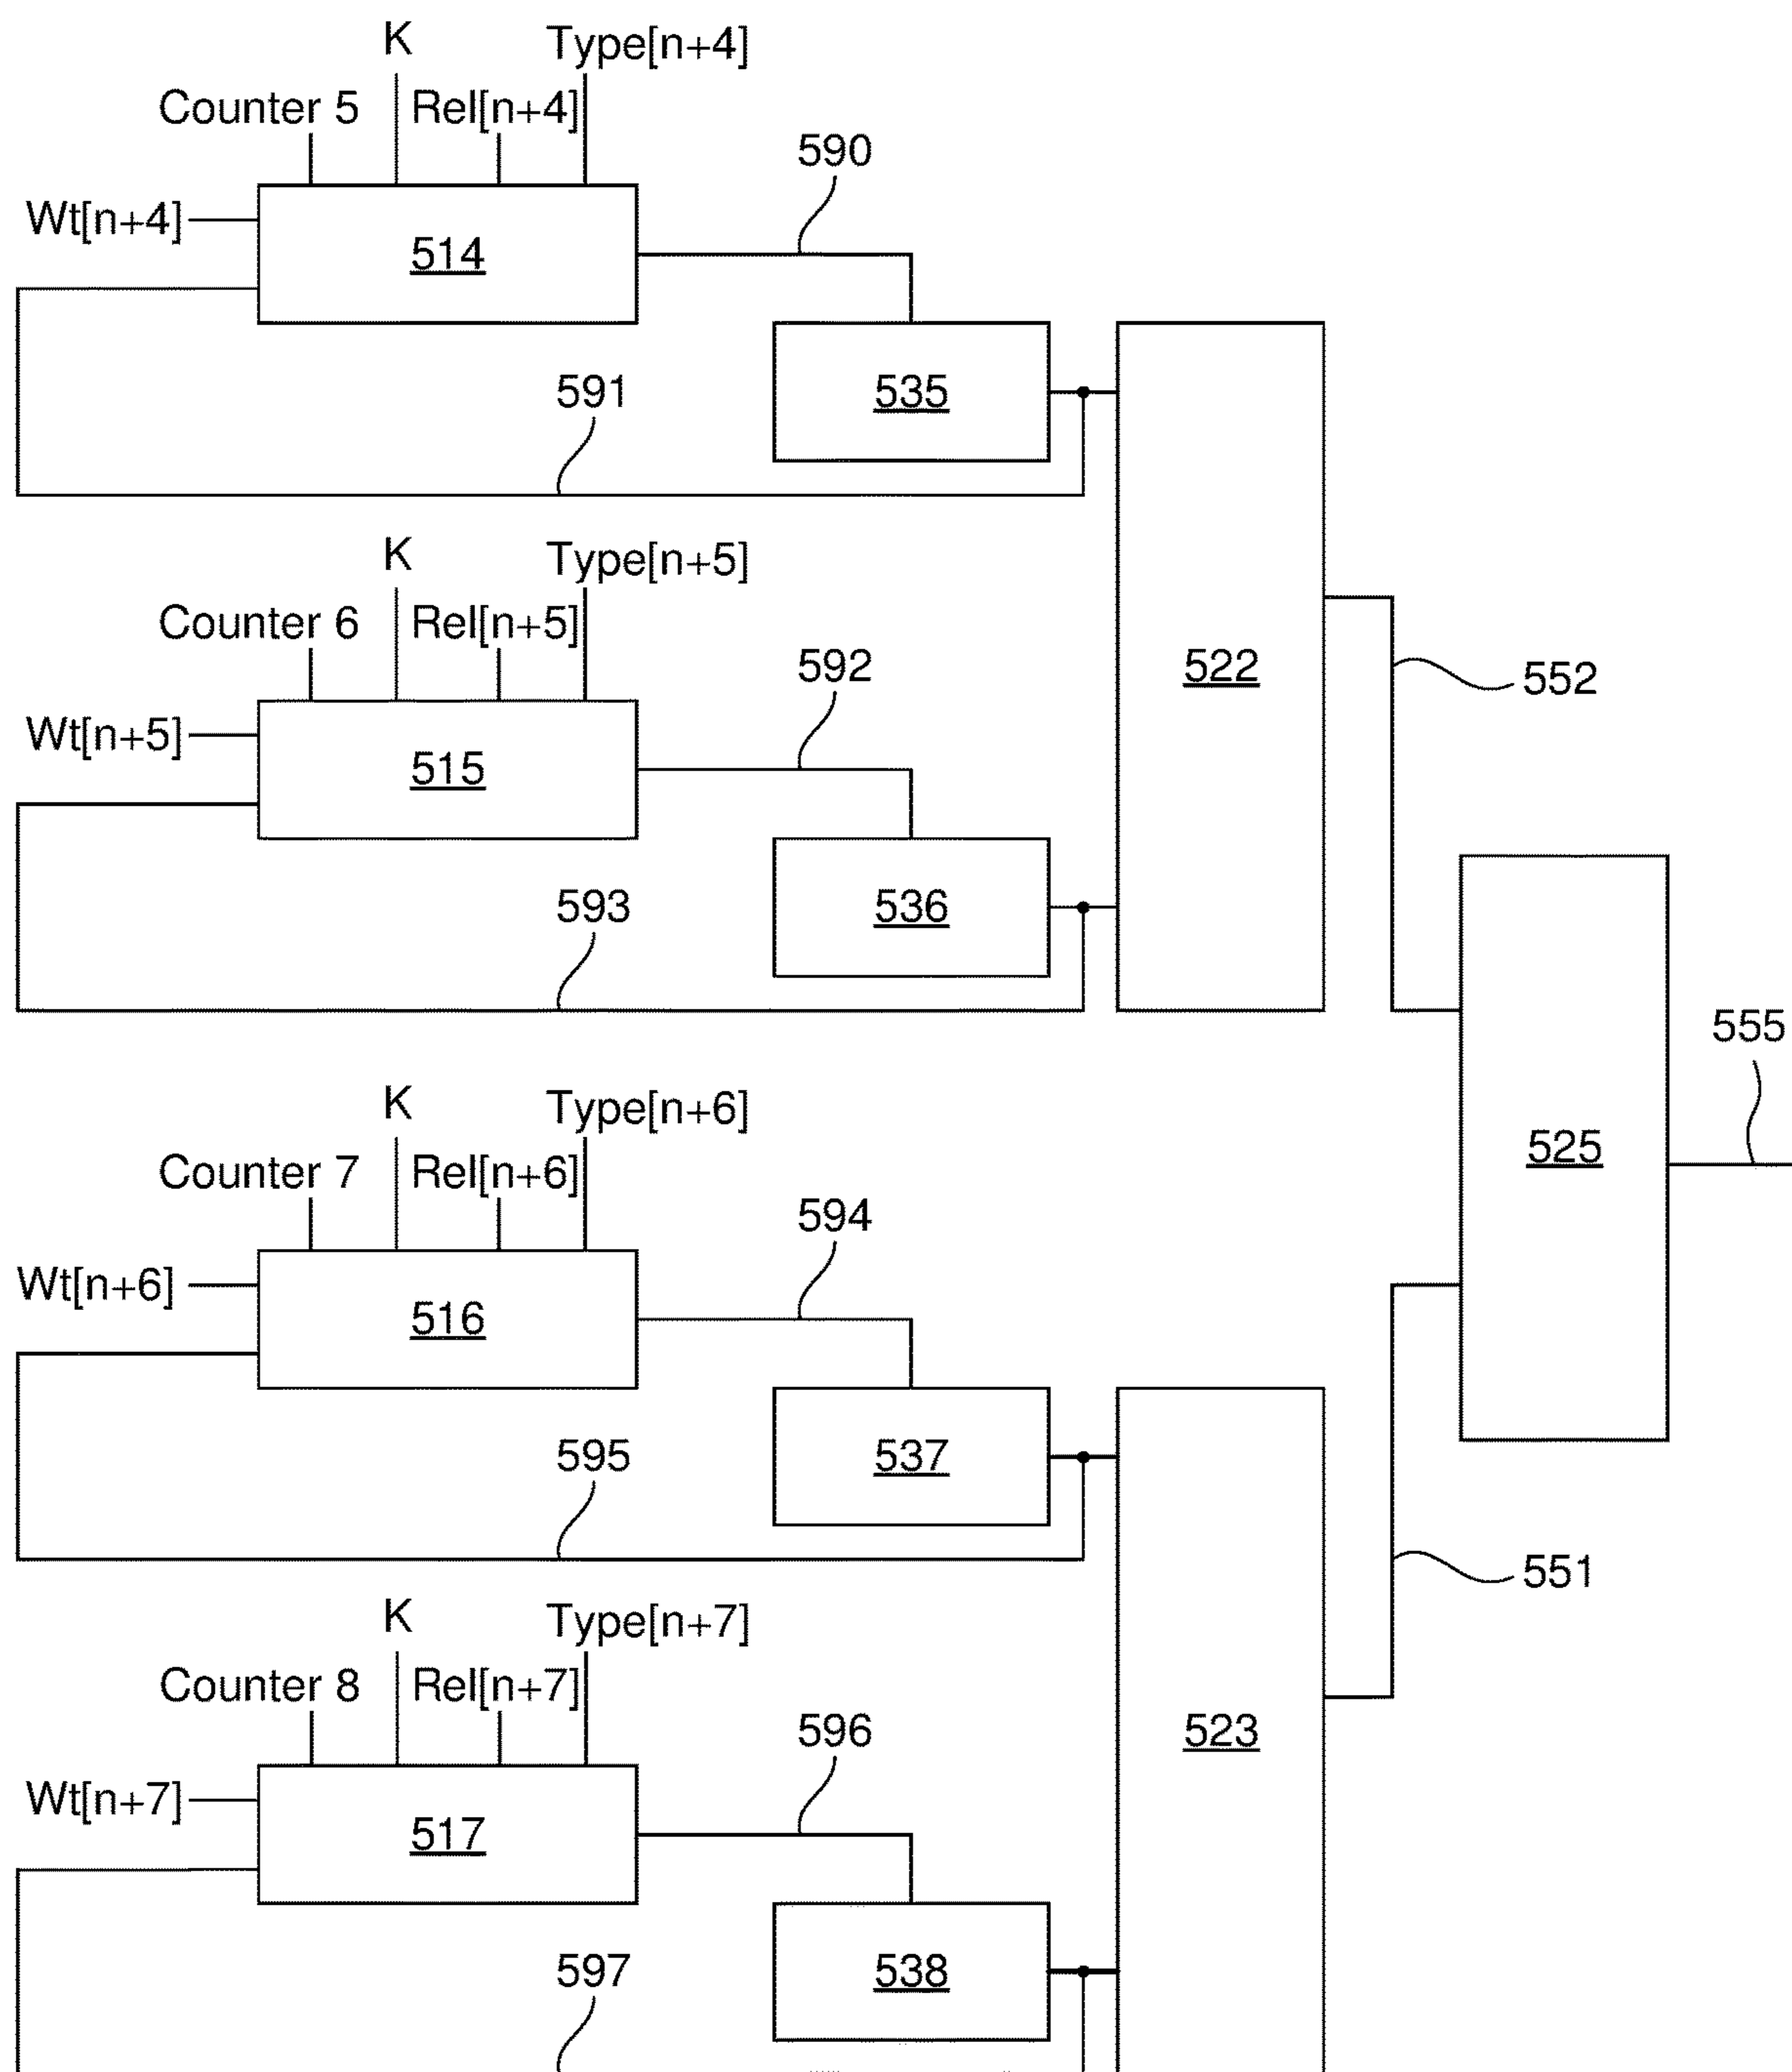 K
Type[n+4]
Counter 5
Rel[n+4]
590
Wt[n+4]
514
591
535
K
Type[n+5]
Counter 6
Rel[n+5]
592
522
552
Wt[n+5]
515
593
536
555
K
Type[n+6]
525
Counter 7
Rel[n+6]
594
Wt[n+6]
516
595
537
551
K
Type[n+7]
Counter 8
Rel[n+7]
596
523
Wt[n+7]
517
597
538